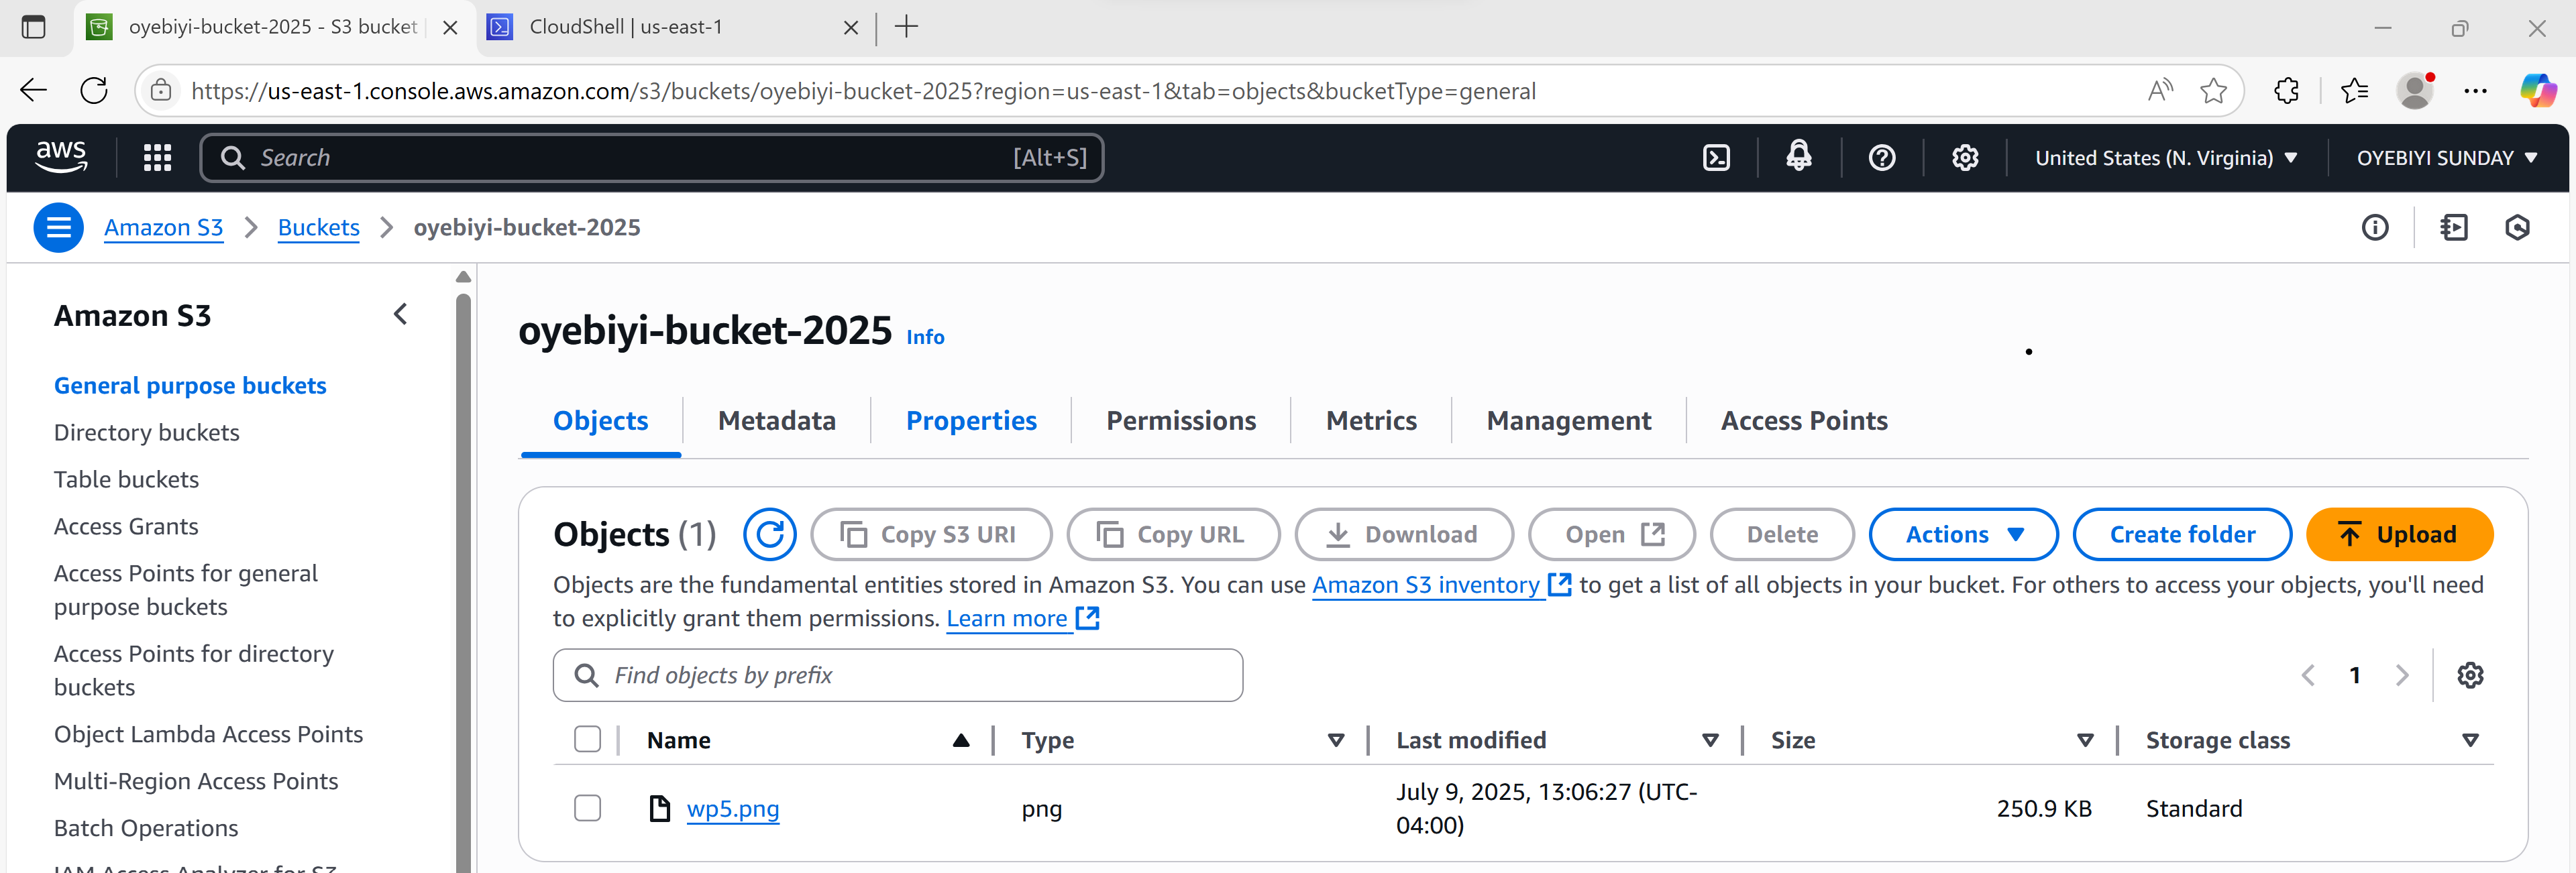 oyebiyi-bucket-2025 - S3 bucket
CloudShell | us-east-1
https://us-east-1.console.aws.amazon.com/s3/buckets/oyebiyi-bucket-2025?region=us-east-1&tab=objects&bucketType=general
aws
Search [Alt+S]
United States (N. Virginia)
OYEBIYI SUNDAY
Amazon S3 > Buckets > oyebiyi-bucket-2025
Amazon S3
General purpose buckets
Directory buckets
Table buckets
Access Grants
Access Points for general
purpose buckets
Access Points for directory
buckets
Object Lambda Access Points
Multi-Region Access Points
Batch Operations
IAM Access Analyzer for S3
oyebiyi-bucket-2025 Info
Objects Metadata Properties Permissions Metrics Management Access Points
Objects (1) Copy S3 URI Copy URL Download Open Delete Actions Create folder Upload
Objects are the fundamental entities stored in Amazon S3. You can use Amazon S3 inventory to get a list of all objects in your bucket. For others to access your objects, you'll need
to explicitly grant them permissions. Learn more
Find objects by prefix
1
Name Type Last modified Size Storage class
wp5.png png July 9, 2025, 13:06:27 (UTC-
04:00) 250.9 KB Standard